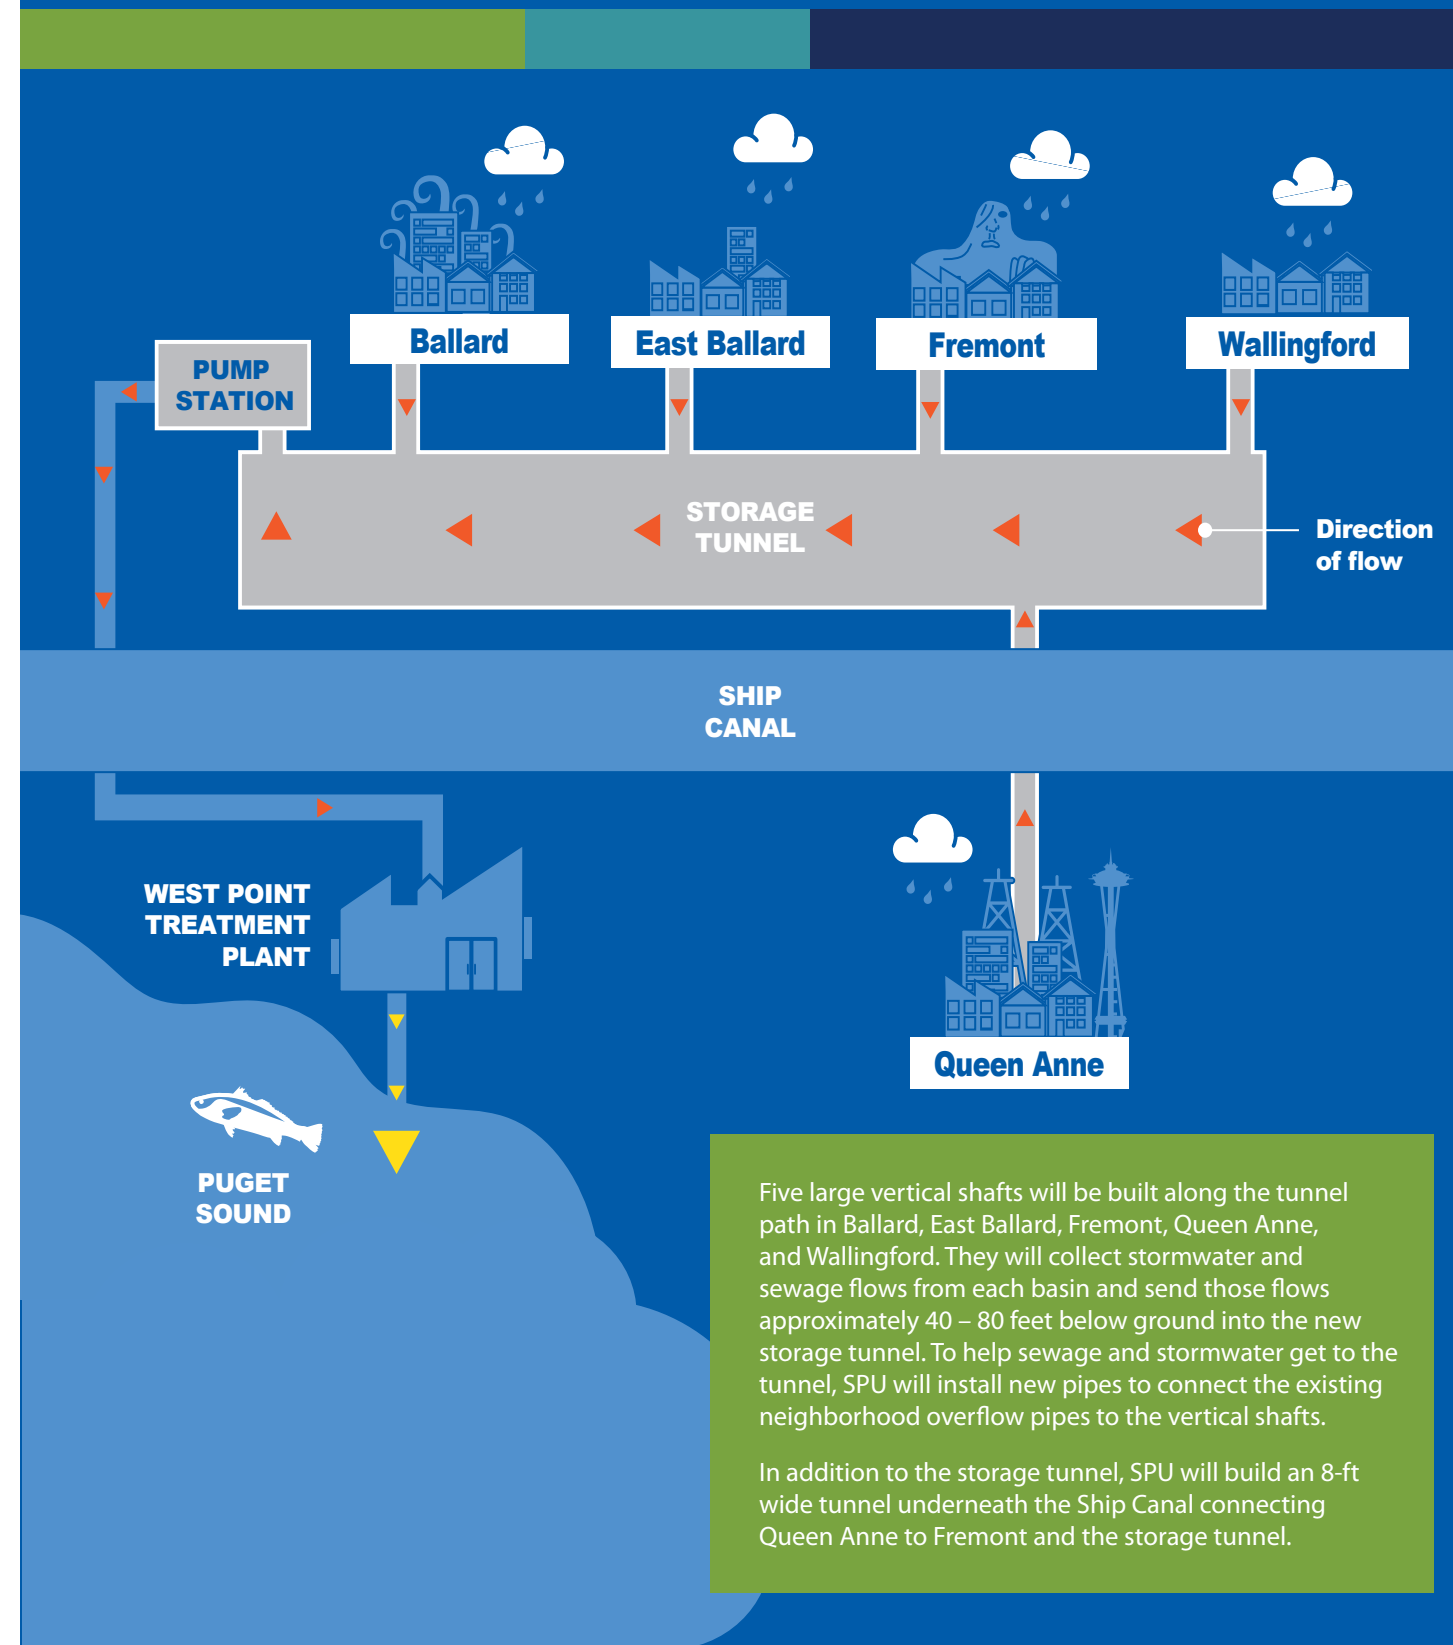 Ballard
East Ballard
Fremont
Wallingford
PUMP
STATION
STORAGE
TUNNEL
Direction
of flow
SHIP
CANAL
WEST POINT
TREATMENT
PLANT
Queen Anne
PUGET
SOUND
Five large vertical shafts will be built along the tunnel
path in Ballard, East Ballard, Fremont, Queen Anne,
and Wallingford. They will collect stormwater and
sewage flows from each basin and send those flows
approximately 40 – 80 feet below ground into the new
storage tunnel. To help sewage and stormwater get to the
tunnel, SPU will install new pipes to connect the existing
neighborhood overflow pipes to the vertical shafts.
In addition to the storage tunnel, SPU will build an 8-ft
wide tunnel underneath the Ship Canal connecting
Queen Anne to Fremont and the storage tunnel.